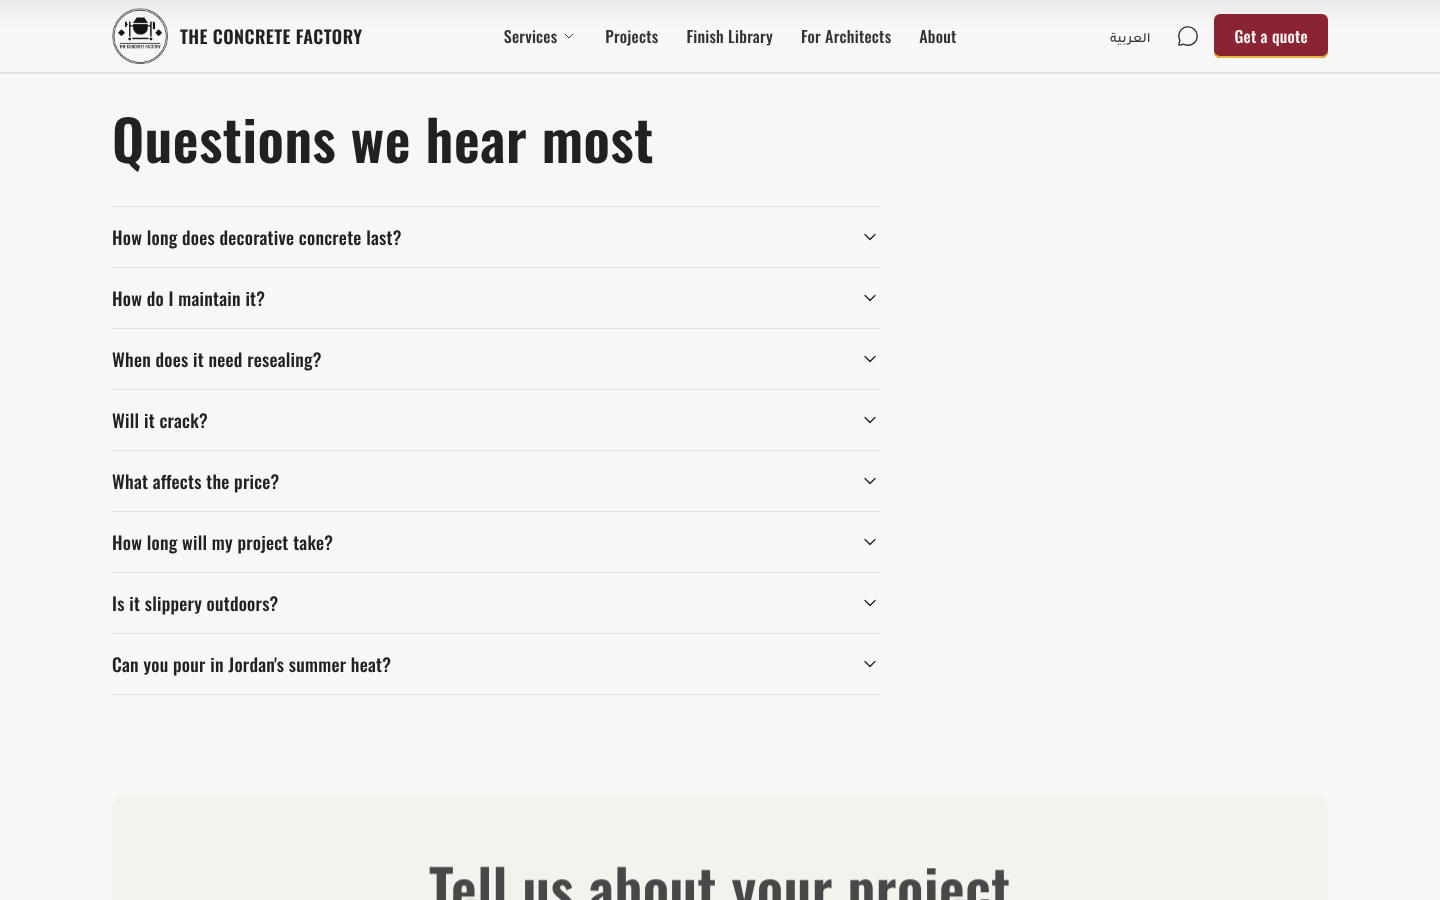 THE CONCRETE FACTORY
THE CONCRETE FACTORY
Services
Projects
Finish Library
For Architects
About
العربية
Get a quote
Questions we hear most
How long does decorative concrete last?
How do I maintain it?
When does it need resealing?
Will it crack?
What affects the price?
How long will my project take?
Is it slippery outdoors?
Can you pour in Jordan's summer heat?
Tell us about your project